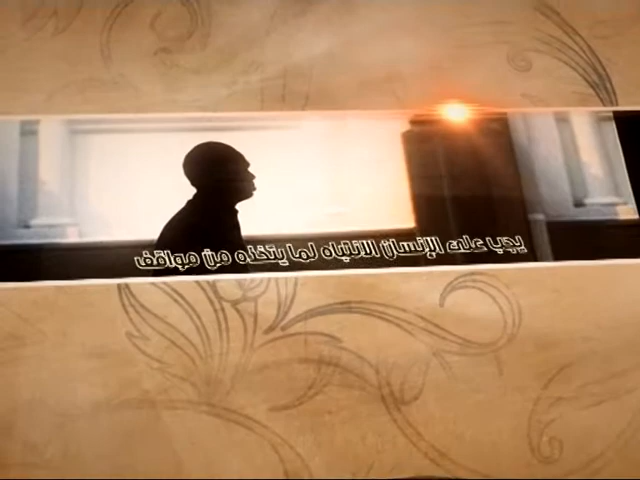 يجب على الإنسان الانتباه لما يتخذه من مواقف